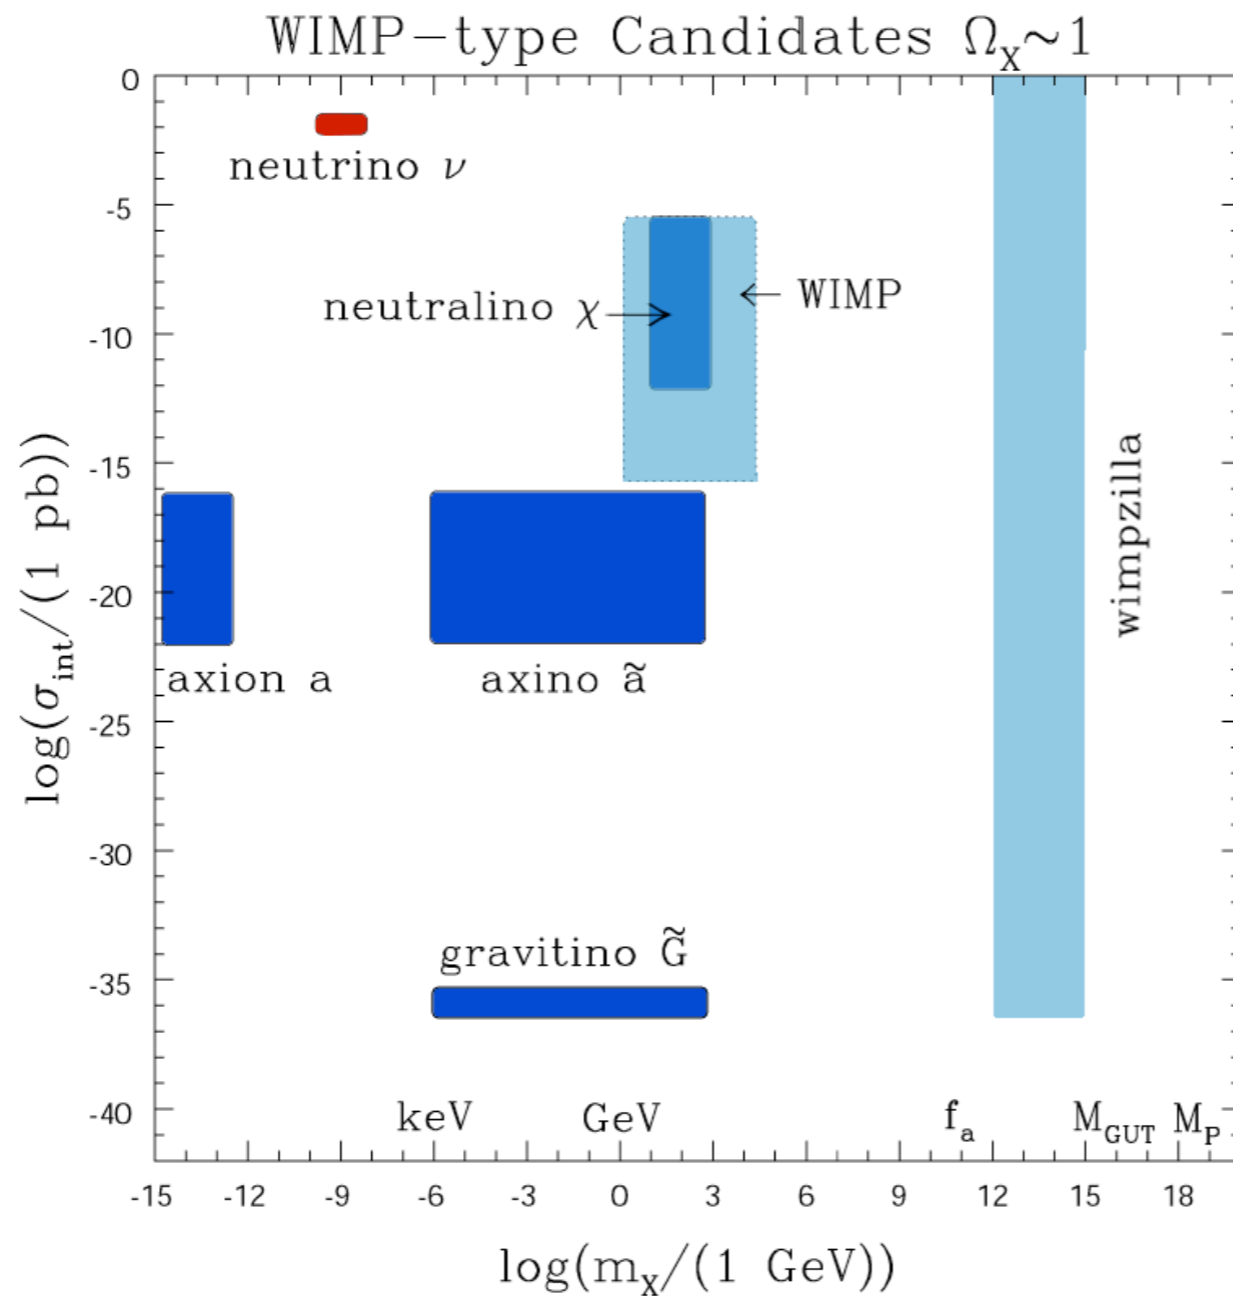 WIMP-type Candidates Ω_X~1
0
neutrino ν
-5
neutralino χ
WIMP
-10
-15
wimpzilla
log(σ_int/(1 pb))
-20
axion a
axino ã
-25
-30
gravitino G̃
-35
keV
GeV
f_a
M_GUT
M_P
-40
-15 -12 -9 -6 -3 0 3 6 9 12 15 18
log(m_X/(1 GeV))